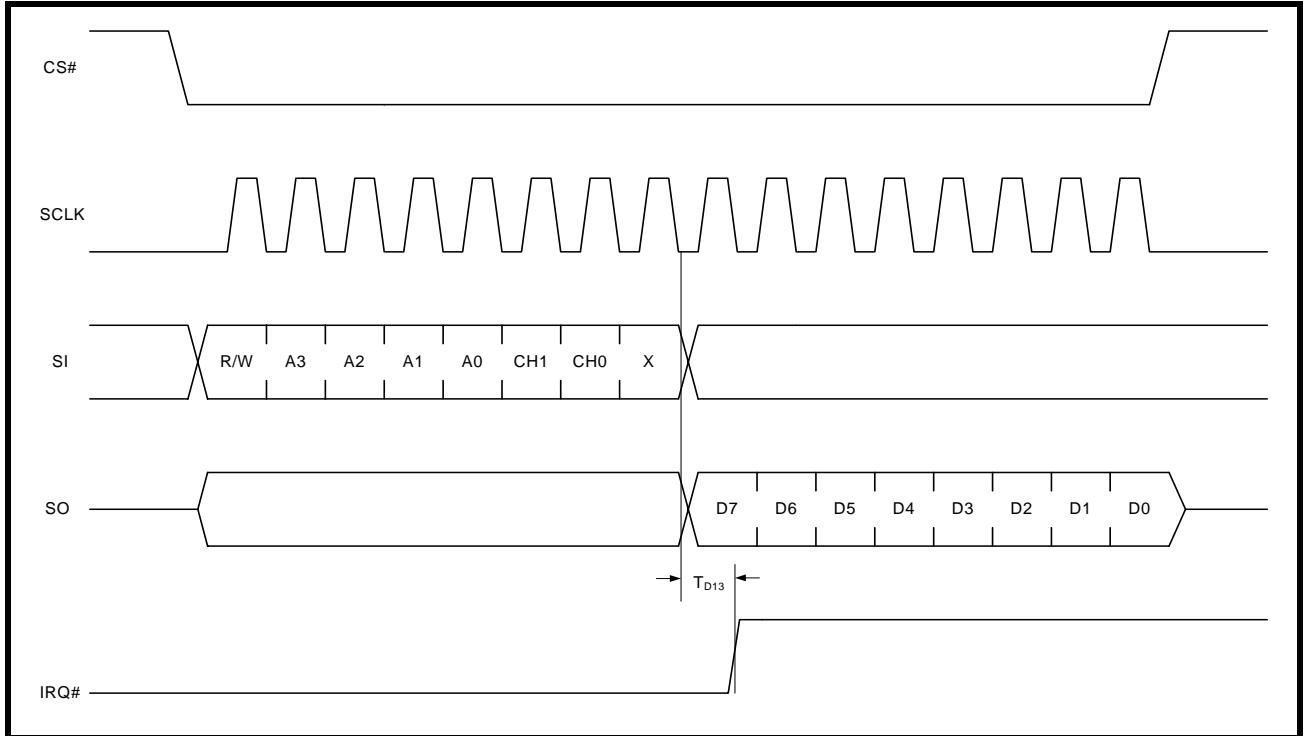 CS#
SCLK
SI
R/W A3 A2 A1 A0 CH1 CH0 X
SO
D7 D6 D5 D4 D3 D2 D1 D0
TD13
IRQ#